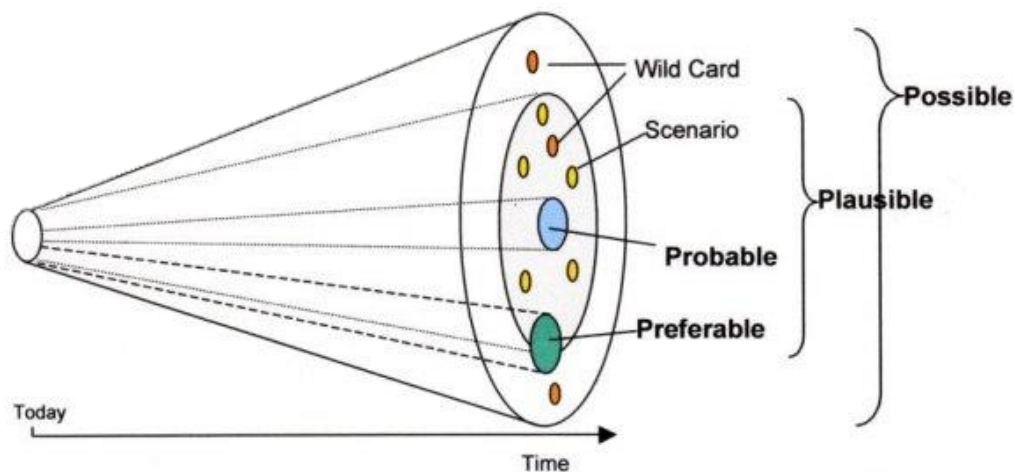 Wild Card
Possible
Scenario
Plausible
Probable
Preferable
Today
Time